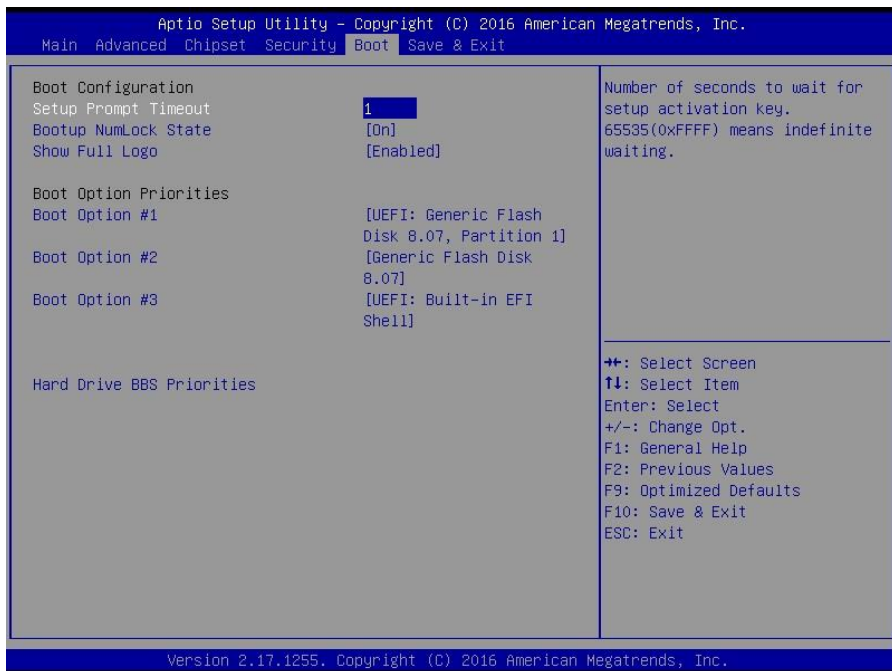 Aptio Setup Utility – Copyright (C) 2016 American Megatrends, Inc.
Main Advanced Chipset Security Boot Save & Exit
Boot Configuration
Setup Prompt Timeout 1
Bootup NumLock State [On]
Show Full Logo [Enabled]
Boot Option Priorities
Boot Option #1 [UEFI: Generic Flash
Disk 8.07, Partition 1]
Boot Option #2 [Generic Flash Disk
8.07]
Boot Option #3 [UEFI: Built-in EFI
Shell]
Hard Drive BBS Priorities
Number of seconds to wait for
setup activation key.
65535(0xFFFF) means indefinite
waiting.
→←: Select Screen
↑↓: Select Item
Enter: Select
+/-: Change Opt.
F1: General Help
F2: Previous Values
F9: Optimized Defaults
F10: Save & Exit
ESC: Exit
Version 2.17.1255. Copyright (C) 2016 American Megatrends, Inc.